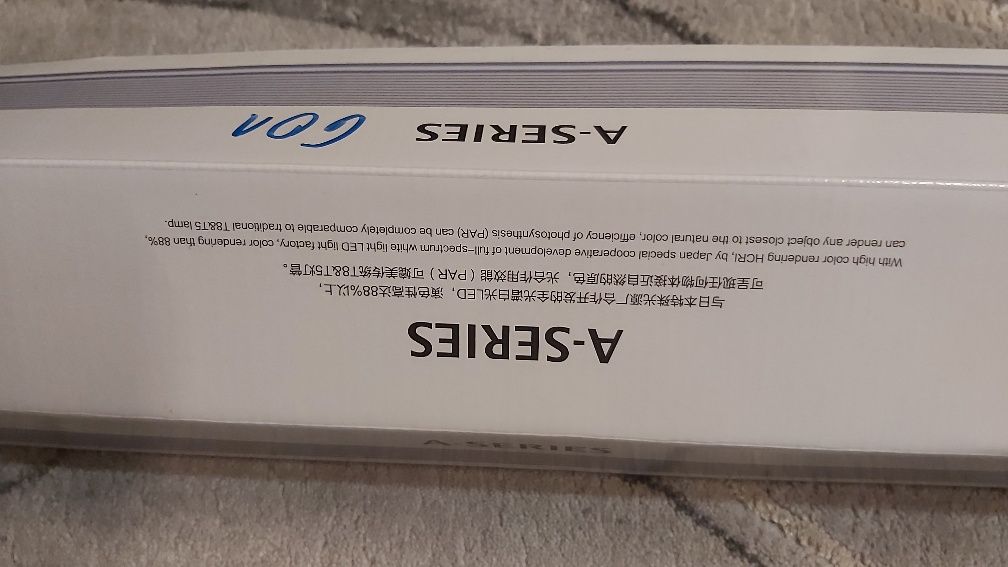 A-SERIES
A-SERIES
与日本特殊光源厂合作开发的全光谱白光LED，演色性高达88%以上，
可呈现任何物体接近自然的原色，光合作用效能（PAR）可媲美传统T8&T5灯管。
With high color rendering HCRI, by Japan special cooperative development of full-spectrum white light LED light factory, color rendering than 88%,
can render any object closest to the natural color, efficiency of photosynthesis (PAR) can be completely comparable to traditional T8&T5 lamp.
A-SERIES